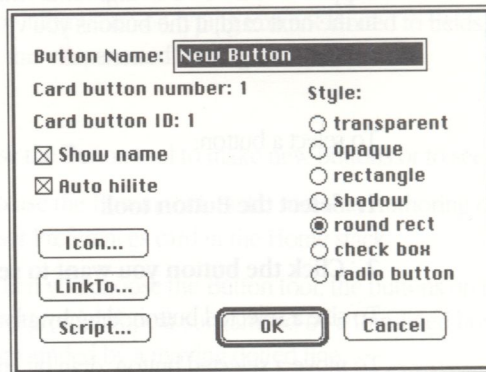 Button Name: New Button
Card button number: 1
Card button ID: 1
Show name
Auto hilite
Style:
transparent
opaque
rectangle
shadow
round rect
check box
radio button
Icon...
LinkTo...
Script...
OK
Cancel